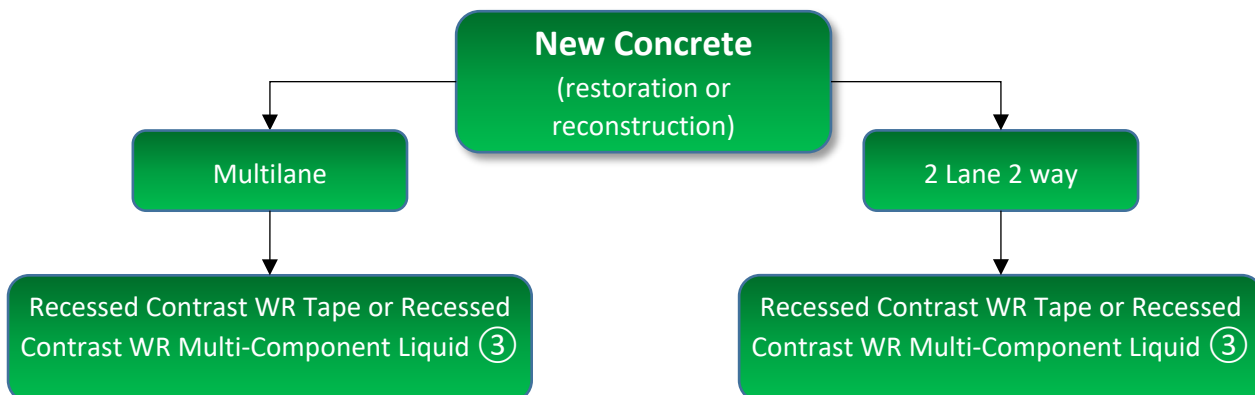 New Concrete
(restoration or
reconstruction)
Multilane
2 Lane 2 way
Recessed Contrast WR Tape or Recessed
Contrast WR Multi-Component Liquid ③
Recessed Contrast WR Tape or Recessed
Contrast WR Multi-Component Liquid ③